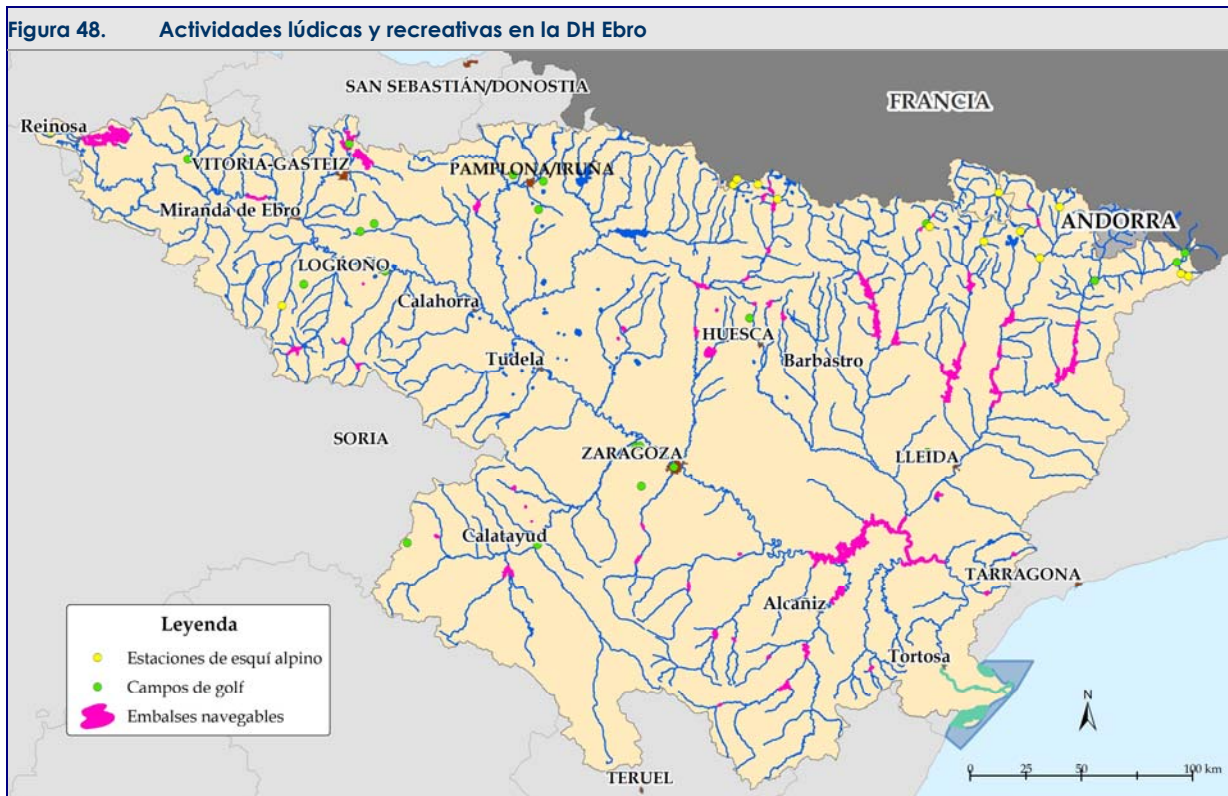 Figura 48. Actividades lúdicas y recreativas en la DH Ebro
SAN SEBASTIÁN/DONOSTIA
FRANCIA
Reinosa
VITORIA-GASTEIZ
PAMPLONA/IRUÑA
Miranda de Ebro
ANDORRA
LOGROÑO
Calahorra
HUESCA
Tudela
Barbastro
SORIA
ZARAGOZA
LLEIDA
Calatayud
TARRAGONA
Alcañiz
Leyenda
Estaciones de esquí alpino
Campos de golf
Embalses navegables
Tortosa
N
TERUEL
0 25 50 100 km